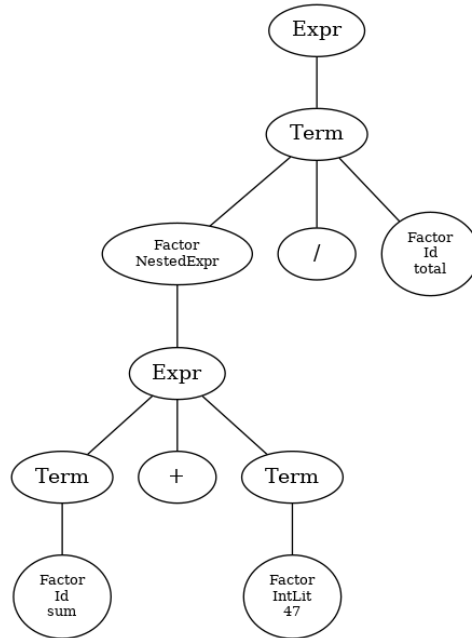 Expr
Term
Factor
NestedExpr
/
Factor
Id
total
Expr
Term
+
Term
Factor
Id
sum
Factor
IntLit
47